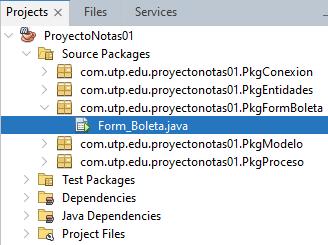 Projects Files Services
ProyectoNotas01
Source Packages
com.utp.edu.proyectonotas01.PkgConexion
com.utp.edu.proyectonotas01.PkgEntidades
com.utp.edu.proyectonotas01.PkgFormBoleta
Form_Boleta.java
com.utp.edu.proyectonotas01.PkgModelo
com.utp.edu.proyectonotas01.PkgProceso
Test Packages
Dependencies
Java Dependencies
Project Files